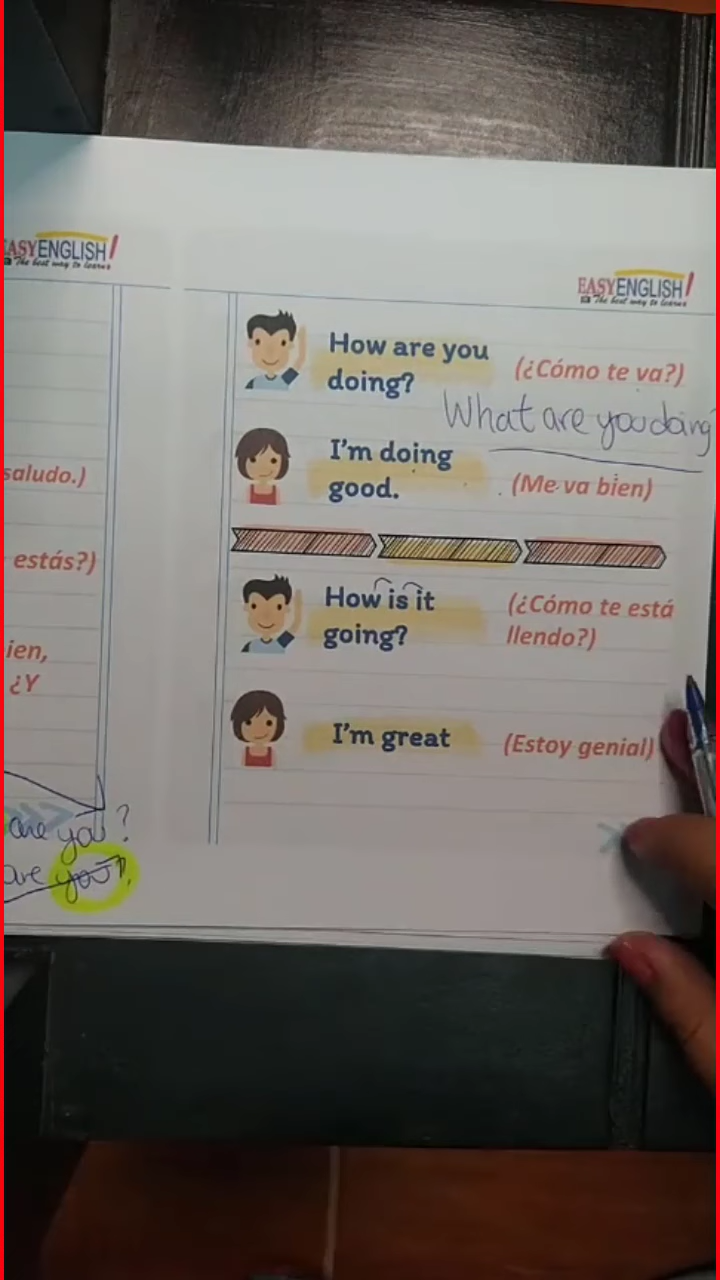 EASYENGLISH!
The best way to learn
saludo.)
estás?)
ien,
¿Y
are you?
are you?
EASYENGLISH!
The best way to learn
How are you
doing?
(¿Cómo te va?)
What are you doing?
I'm doing
good.
(Me va bien)
How is it
going?
(¿Cómo te está
llendo?)
I'm great
(Estoy genial)